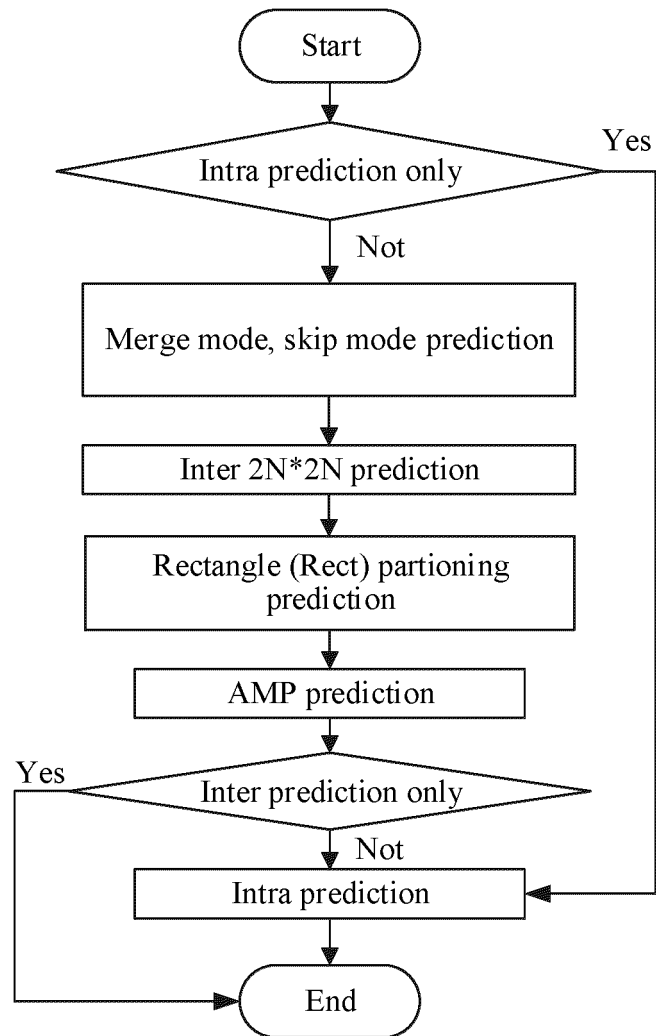 Start
Yes
Intra prediction only
Not
Merge mode, skip mode prediction
Inter 2N*2N prediction
Rectangle (Rect) partioning
prediction
AMP prediction
Yes
Inter prediction only
Not
Intra prediction
End